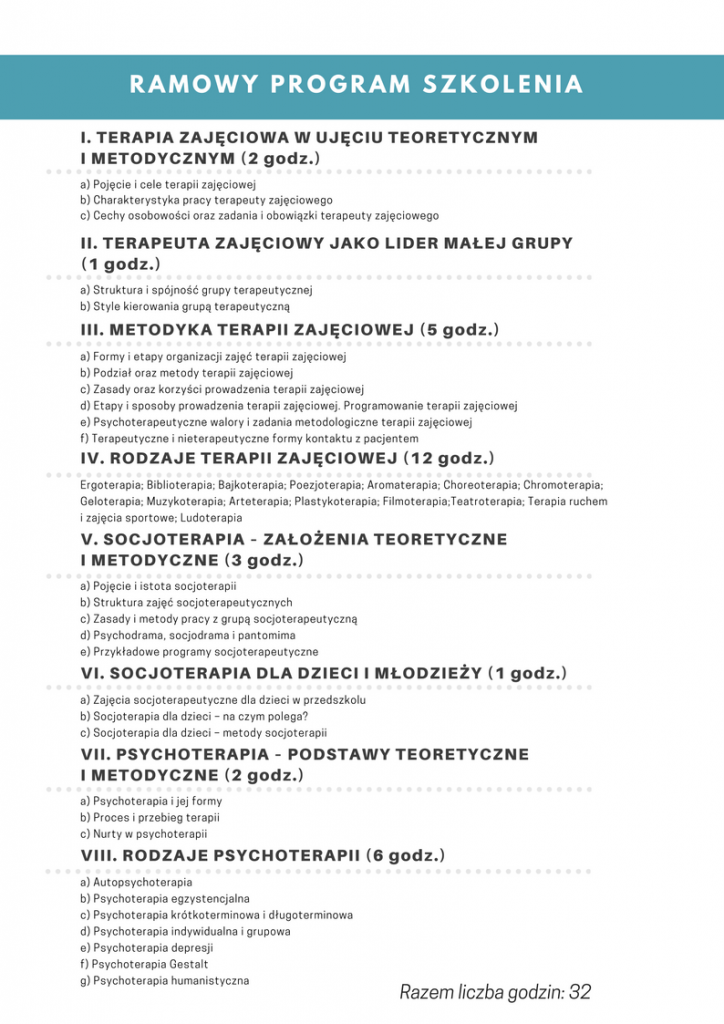 RAMOWY PROGRAM SZKOLENIA
I. TERAPIA ZAJĘCIOWA W UJĘCIU TEORETYCZNYM
I METODYCZNYM (2 godz.)
a) Pojęcie i cele terapii zajęciowej
b) Charakterystyka pracy terapeuty zajęciowego
c) Cechy osobowości oraz zadania i obowiązki terapeuty zajęciowego
II. TERAPEUTA ZAJĘCIOWY JAKO LIDER MAŁEJ GRUPY
(1 godz.)
a) Struktura i spójność grupy terapeutycznej
b) Style kierowania grupą terapeutyczną
III. METODYKA TERAPII ZAJĘCIOWEJ (5 godz.)
a) Formy i etapy organizacji zajęć terapii zajęciowej
b) Podział oraz metody terapii zajęciowej
c) Zasady oraz korzyści prowadzenia terapii zajęciowej
d) Etapy i sposoby prowadzenia terapii zajęciowej. Programowanie terapii zajęciowej
e) Psychoterapeutyczne walory i zadania metodologiczne terapii zajęciowej
f) Terapeutyczne i nieterapeutyczne formy kontaktu z pacjentem
IV. RODZAJE TERAPII ZAJĘCIOWEJ (12 godz.)
Ergoterapia; Biblioterapia; Bajkoterapia; Poezjoterapia; Aromaterapia; Choreoterapia; Chromoterapia;
Geloterapia; Muzykoterapia; Arteterapia; Plastykoterapia; Filmoterapia;Teatroterapia; Terapia ruchem
i zajęcia sportowe; Ludoterapia
V. SOCJOTERAPIA – ZAŁOŻENIA TEORETYCZNE
I METODYCZNE (3 godz.)
a) Pojęcie i istota socjoterapii
b) Struktura zajęć socjoterapeutycznych
c) Zasady i metody pracy z grupą socjoterapeutyczną
d) Psychodrama, socjodrama i pantomima
e) Przykładowe programy socjoterapeutyczne
VI. SOCJOTERAPIA DLA DZIECI I MŁODZIEŻY (1 godz.)
a) Zajęcia socjoterapeutyczne dla dzieci w przedszkolu
b) Socjoterapia dla dzieci – na czym polega?
c) Socjoterapia dla dzieci – metody socjoterapii
VII. PSYCHOTERAPIA – PODSTAWY TEORETYCZNE
I METODYCZNE (2 godz.)
a) Psychoterapia i jej formy
b) Proces i przebieg terapii
c) Nurty w psychoterapii
VIII. RODZAJE PSYCHOTERAPII (6 godz.)
a) Autopsychoterapia
b) Psychoterapia egzystencjalna
c) Psychoterapia krótkoterminowa i długoterminowa
d) Psychoterapia indywidualna i grupowa
e) Psychoterapia depresji
f) Psychoterapia Gestalt
g) Psychoterapia humanistyczna
Razem liczba godzin: 32